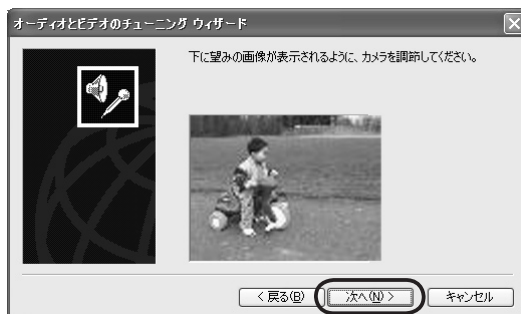 オーディオとビデオのチューニング ウィザード
下に望みの画像が表示されるように、カメラを調節してください。
< 戻る(B)
次へ(N) >
キャンセル